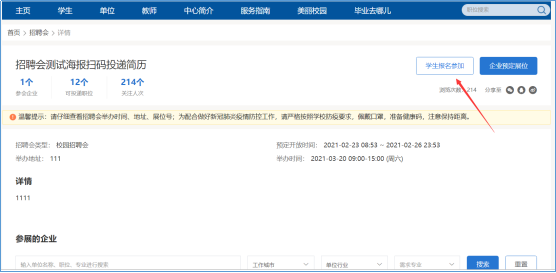 主页 学生 单位 教师 中心简介 服务指南 美丽校园 毕业去哪儿 职位搜索
首页 > 招聘会 > 详情
招聘会测试海报扫码投递简历 学生报名参加 企业预定展位
1个 12个 214个
参会企业 可投递职位 关注人次 浏览次数：214 分享至
温馨提示：请仔细查看招聘会举办时间、地址、展位号；为配合做好新冠肺炎疫情防控工作，请严格按照学校防疫要求，佩戴口罩，准备健康码，注意保持距离。
招聘会类型： 校园招聘会 预定开放时间： 2021-02-23 08:53 ~ 2021-02-26 23:53
举办地址： 111 举办时间： 2021-03-20 09:00-15:00 (周六)
详情
1111
参展的企业
输入单位名称、职位、专业进行搜索 工作城市 单位行业 需求专业 搜索 重置